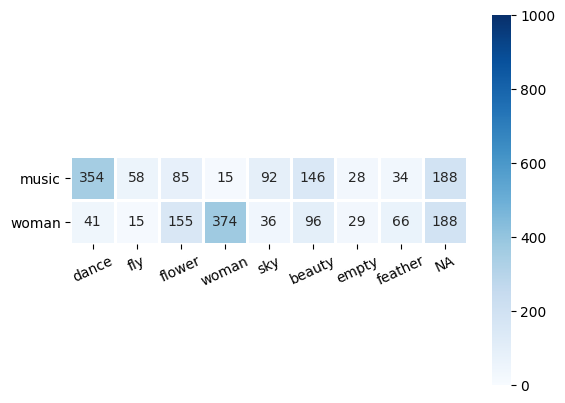 music 354 58 85 15 92 146 28 34 188
woman 41 15 155 374 36 96 29 66 188
dance fly flower woman sky beauty empty feather NA
1000
800
600
400
200
0